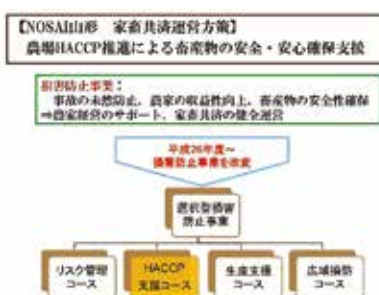 【NOSAI山形 家畜共済運営方策】
農場HACCP推進による畜産物の安全・安心確保支援
損害防止事業：
事故の未然防止、農家の収益性向上、畜産物の安全性確保
⇒農家経営のサポート、家畜共済の健全運営
平成26年度～
損害防止事業を改変
選択型損害
防止事業
リスク管理
コース
HACCP
支援コース
生産支援
コース
広域損防
コース